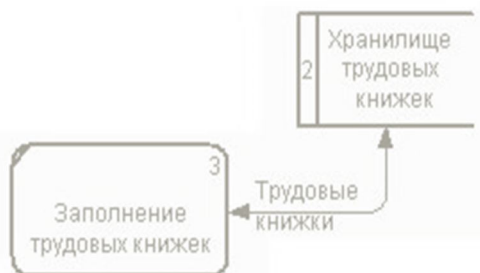 Хранилище
2
трудовых
книжек
3
Трудовые
книжки
Заполнение
трудовых книжек